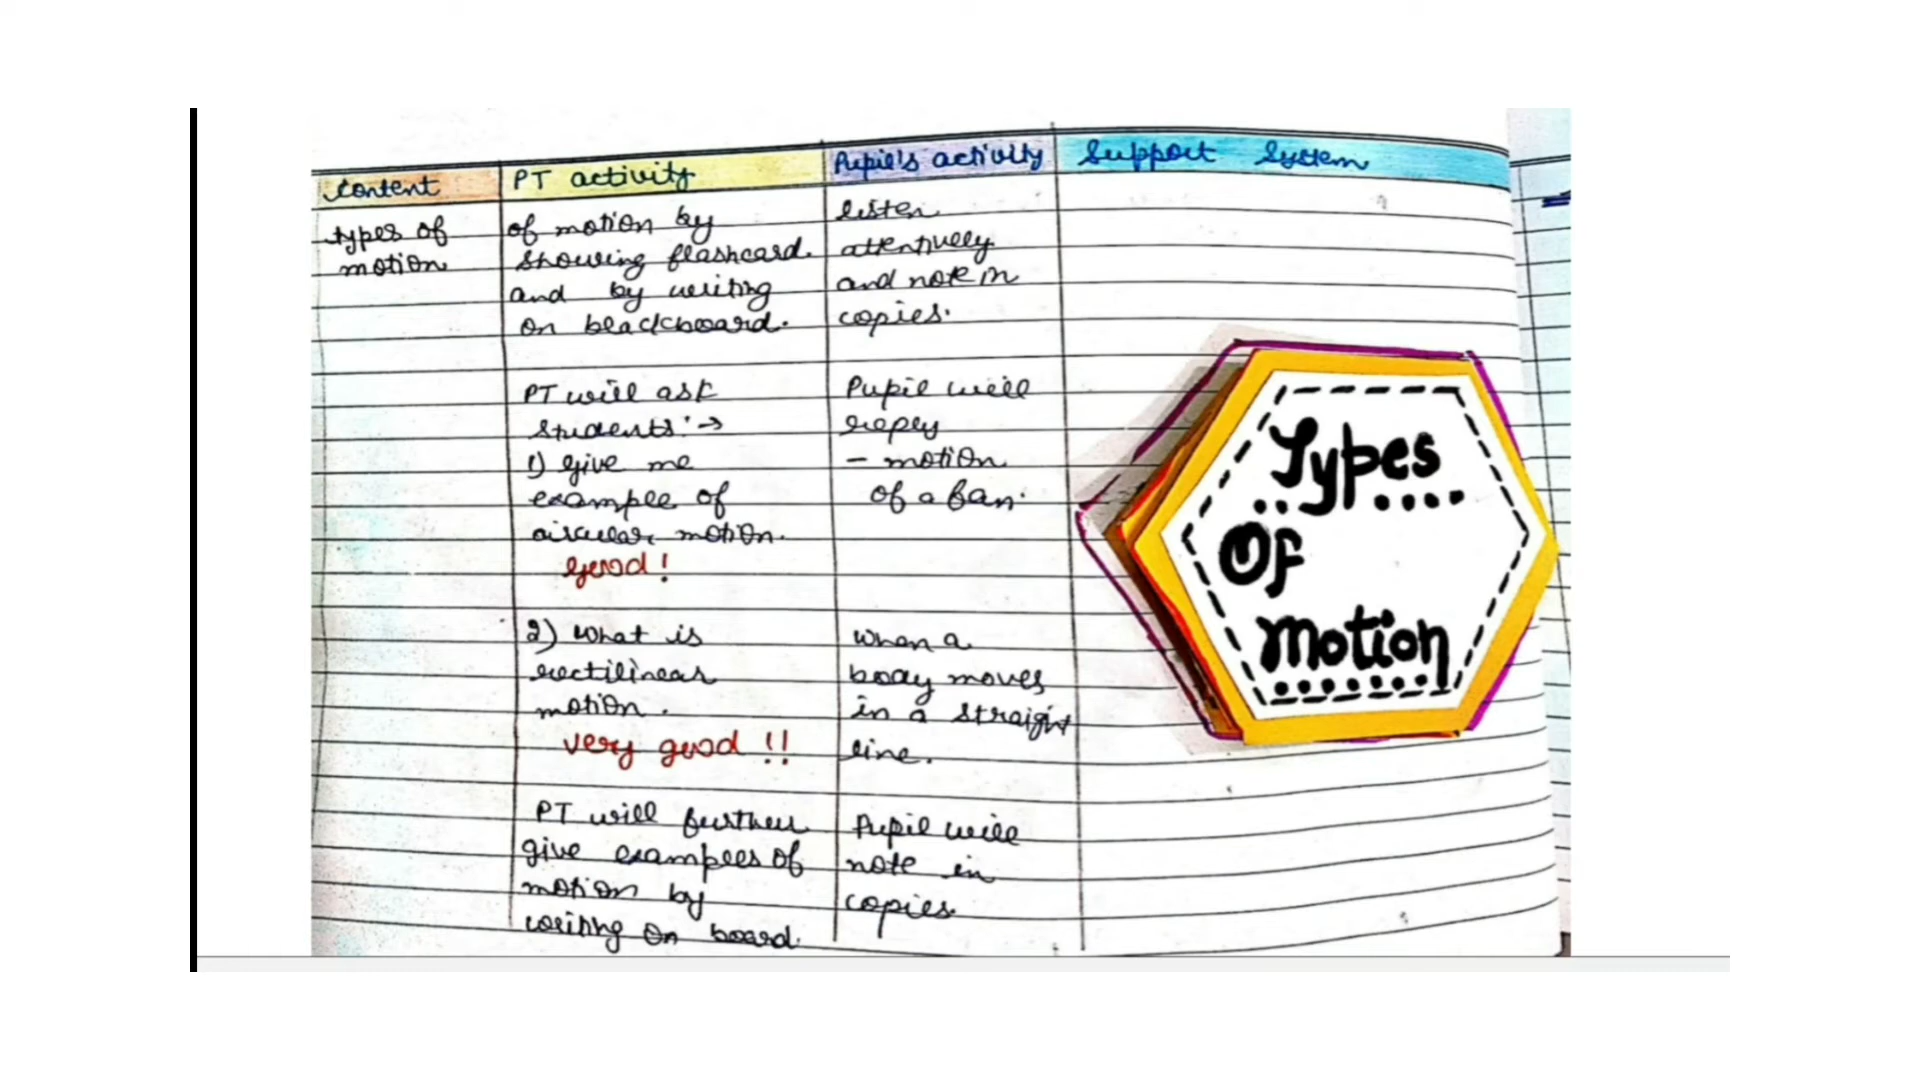 Content
PT activity
Pupil's activity
Support System
types of
motion
of motion by
showing flashcard.
and by writing
on blackboard.
PT will ask
students :→
1) Give me
example of
circular motion.
Good!
2) What is
rectilinear
motion.
very good !!
PT will further
give examples of
motion by
writing on board.
listen
attentively
and note in
copies.
Pupil will
reply
- motion
of a fan.
when a
body moves
in a straight
line.
Pupil will
note in
copies.
Types
Of
motion